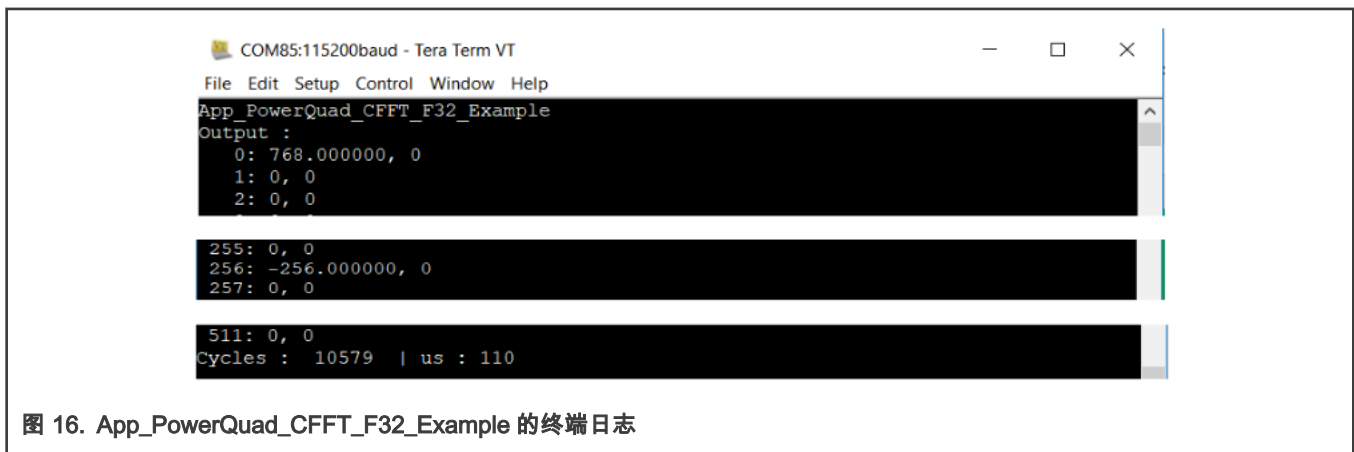 COM85:115200baud - Tera Term VT
File Edit Setup Control Window Help
App_PowerQuad_CFFT_F32_Example
Output :
0: 768.000000, 0
1: 0, 0
2: 0, 0
255: 0, 0
256: -256.000000, 0
257: 0, 0
511: 0, 0
Cycles : 10579 | us : 110
图 16. App_PowerQuad_CFFT_F32_Example 的终端日志